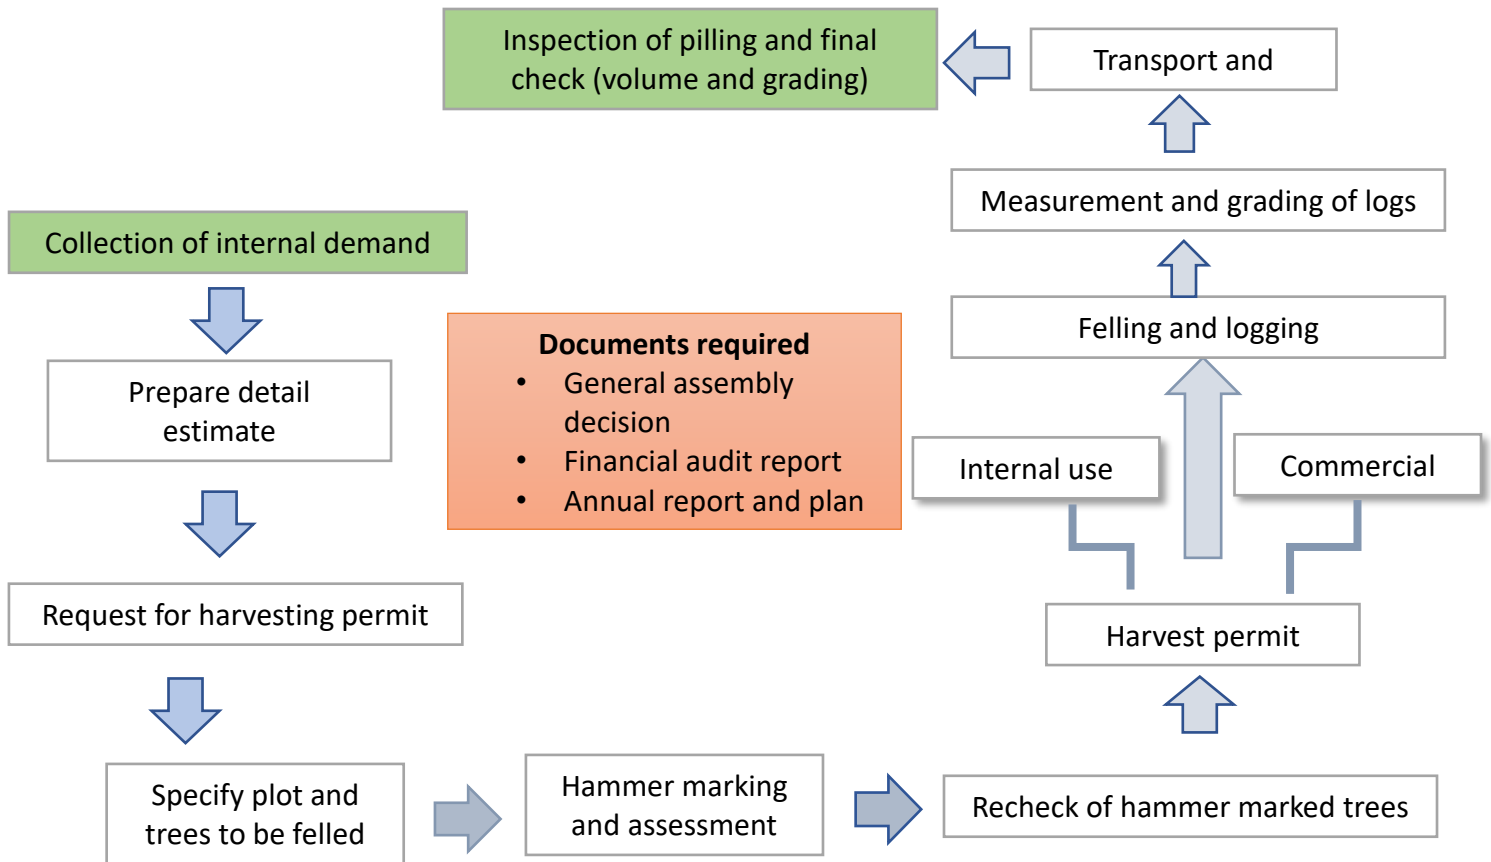 Inspection of pilling and final
check (volume and grading)
Transport and
Measurement and grading of logs
Collection of internal demand
Felling and logging
Documents required
• General assembly
decision
• Financial audit report
• Annual report and plan
Prepare detail
estimate
Internal use
Commercial
Request for harvesting permit
Harvest permit
Specify plot and
trees to be felled
Hammer marking
and assessment
Recheck of hammer marked trees